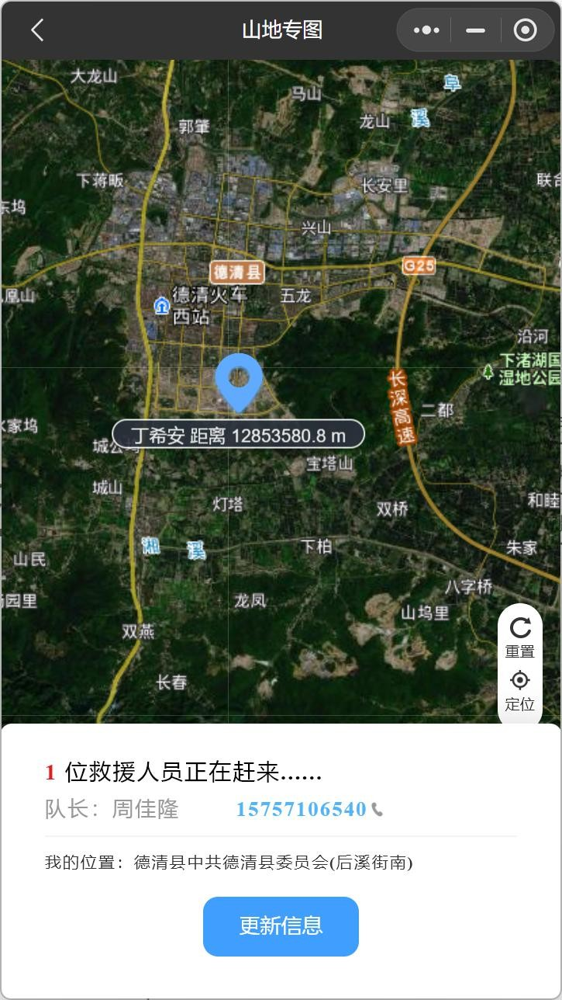 山地专图
大龙山
马山
阜
溪
龙山
郭肇
下蒋畈
长安里
联合
东坞
兴山
德清县
G25
凰山
德清火车
西站
五龙
沿河
下渚湖国
湿地公园
长深高速
二都
家坞
丁希安 距离 12853580.8 m
城公
宝塔山
城山
灯塔
双桥
和睦
湘
溪
下柏
朱家
山民
八字桥
园里
龙凤
山坞里
双燕
重置
长春
定位
1 位救援人员正在赶来......
队长：周佳隆 15757106540
我的位置：德清县中共德清县委员会(后溪街南)
更新信息